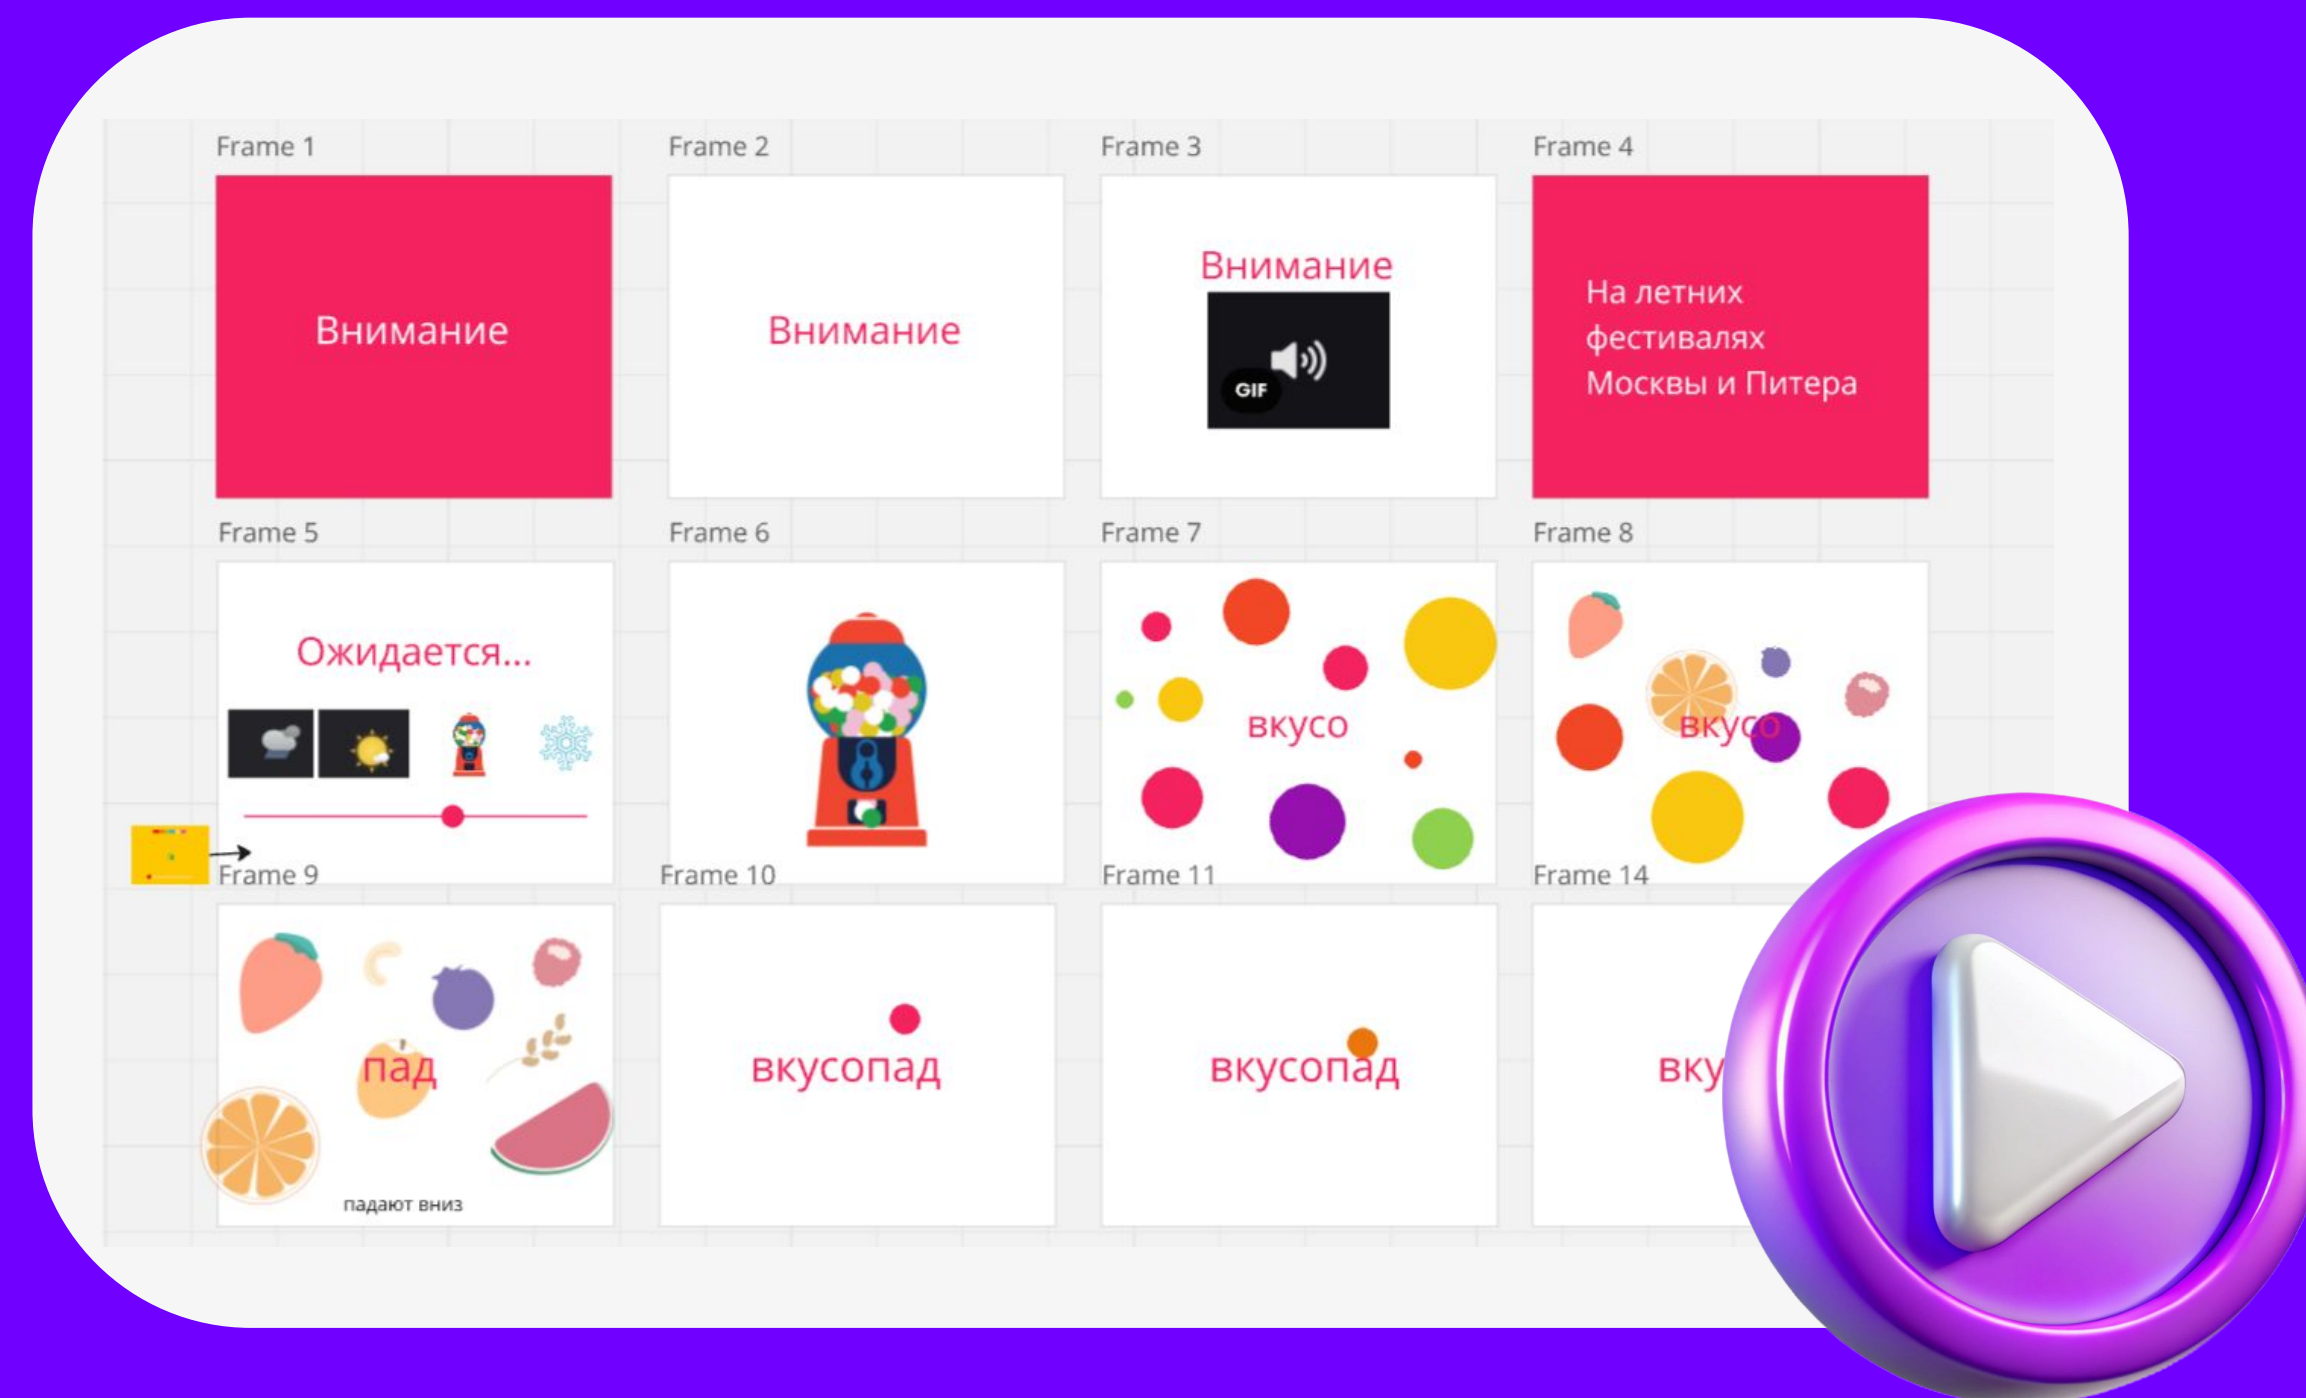 Frame 1
Frame 2
Frame 3
Frame 4
Внимание
Внимание
Внимание
GIF
На летних
фестивалях
Москвы и Питера
Frame 5
Frame 6
Frame 7
Frame 8
Ожидается...
вкусо
вкусо
Frame 9
Frame 10
Frame 11
Frame 14
пад
падают вниз
вкусопад
вкусопад
вку